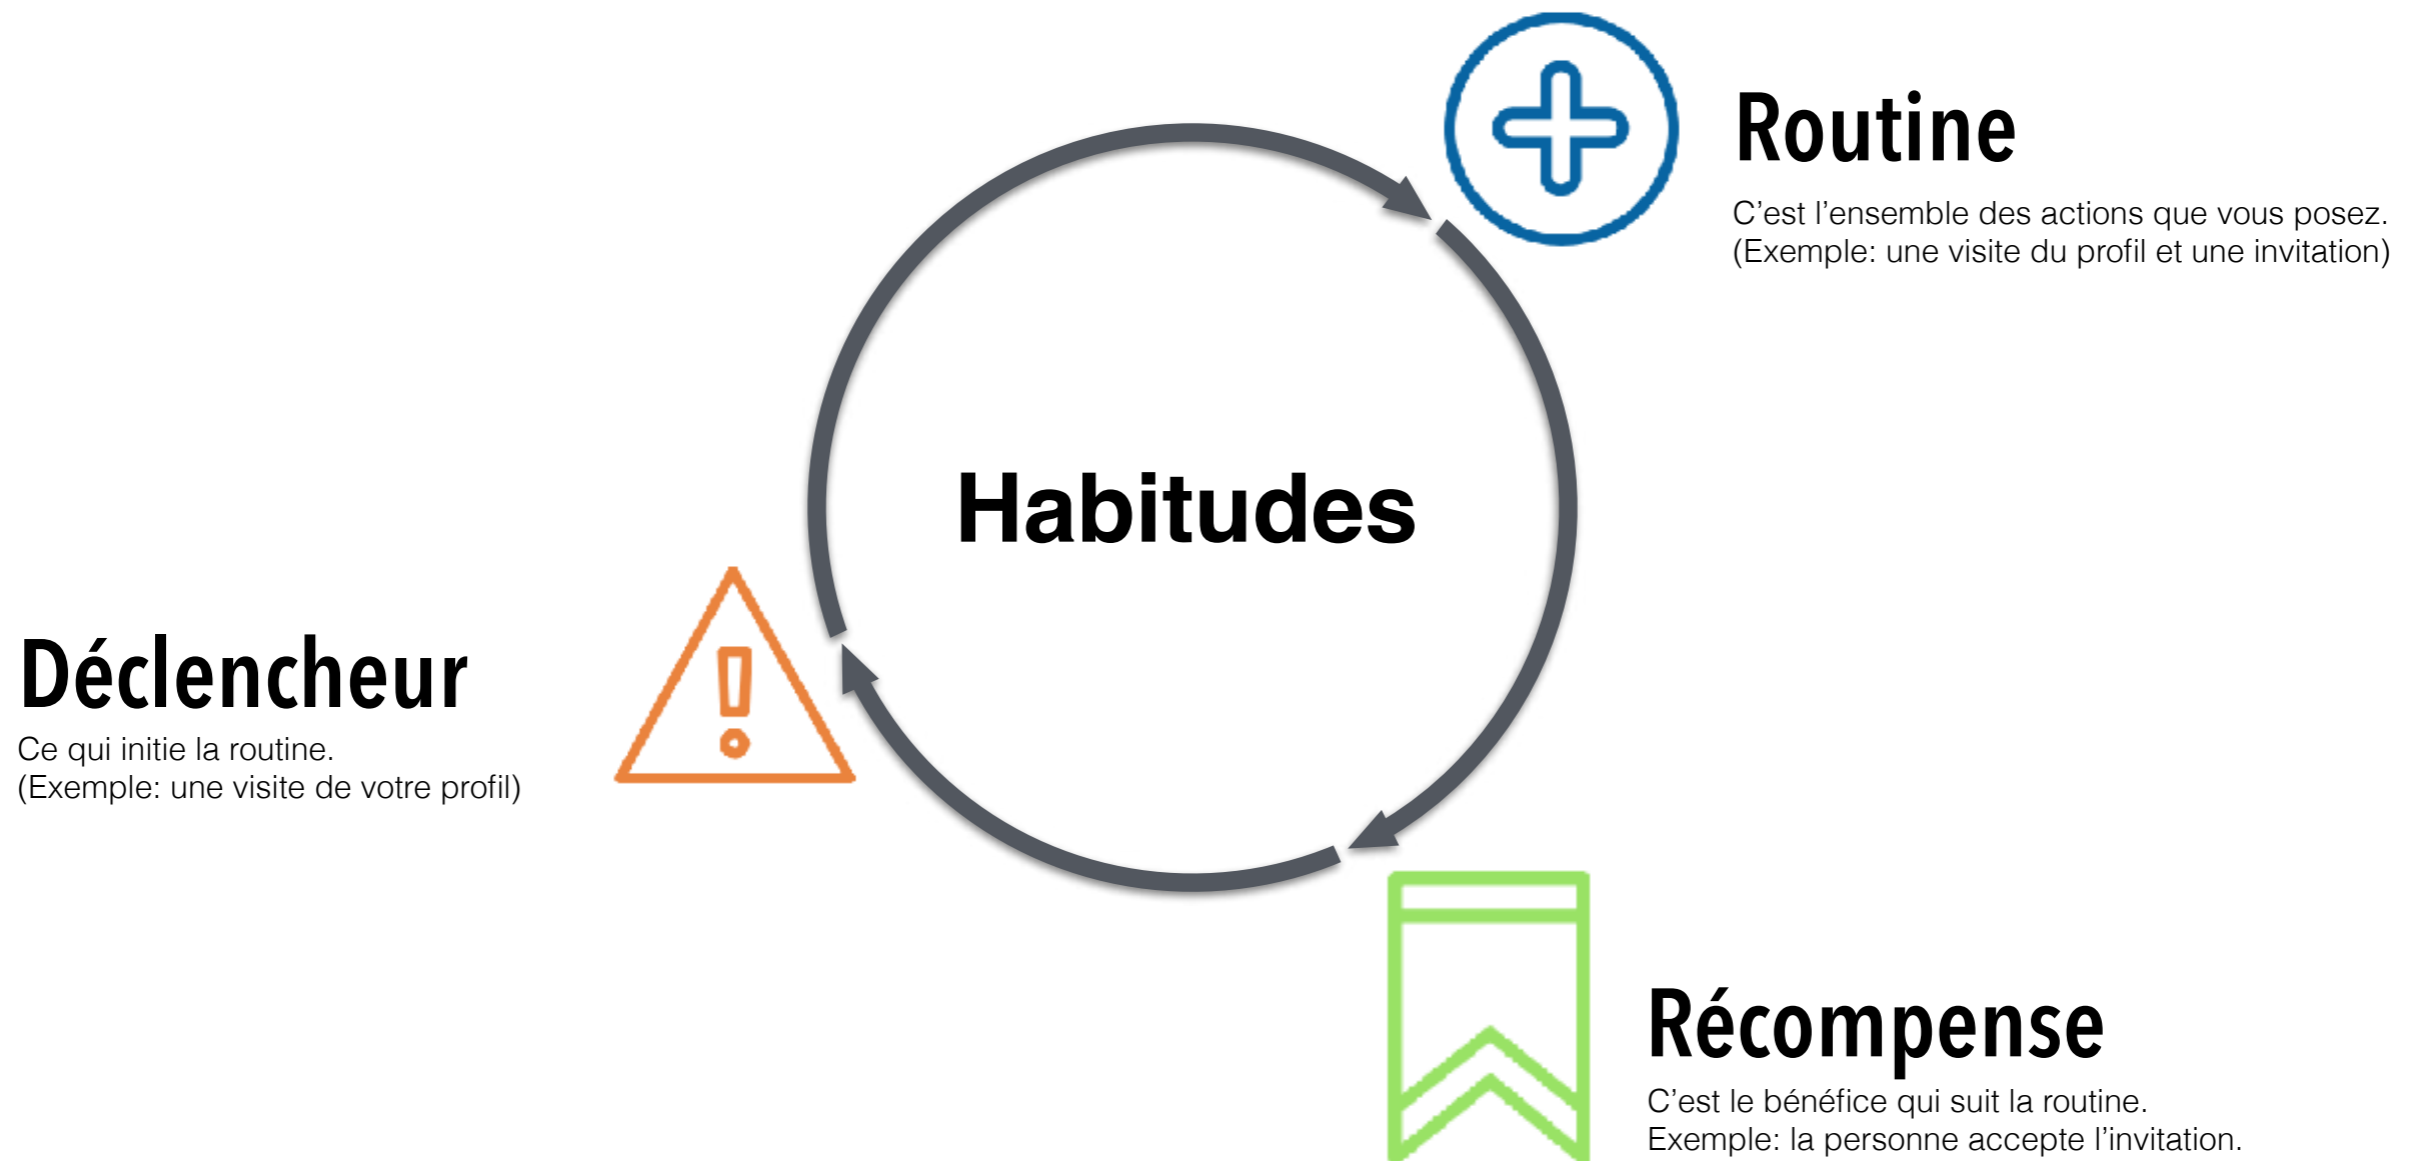 Routine
C’est l’ensemble des actions que vous posez.
(Exemple: une visite du profil et une invitation)
Habitudes
Déclencheur
Ce qui initie la routine.
(Exemple: une visite de votre profil)
Récompense
C’est le bénéfice qui suit la routine.
Exemple: la personne accepte l’invitation.